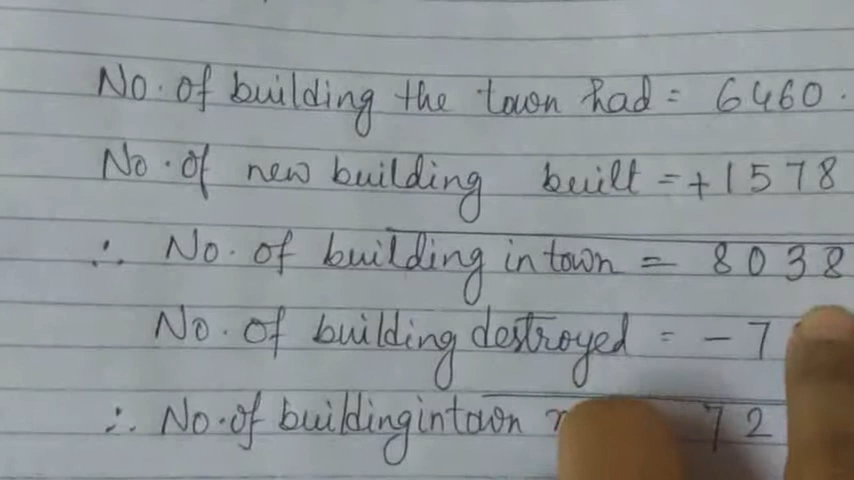 No. of building the town had = 6460.
No. of new building built = +1578
∴ No. of building in town = 8038
No. of building destroyed = - 7
∴ No. of building in town 72